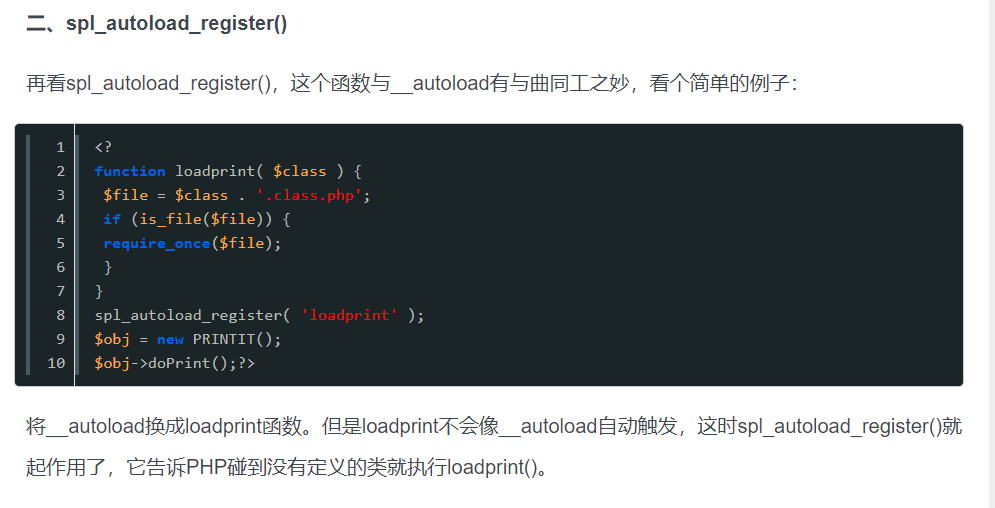 二、spl_autoload_register()
再看spl_autoload_register()，这个函数与__autoload有与曲同工之妙，看个简单的例子：
1 <?
2 function loadprint( $class ) {
3 $file = $class . '.class.php';
4 if (is_file($file)) {
5 require_once($file);
6 }
7 }
8 spl_autoload_register( 'loadprint' );
9 $obj = new PRINTIT();
10 $obj->doPrint();?>
将__autoload换成loadprint函数。但是loadprint不会像__autoload自动触发，这时spl_autoload_register()就
起作用了，它告诉PHP碰到没有定义的类就执行loadprint()。